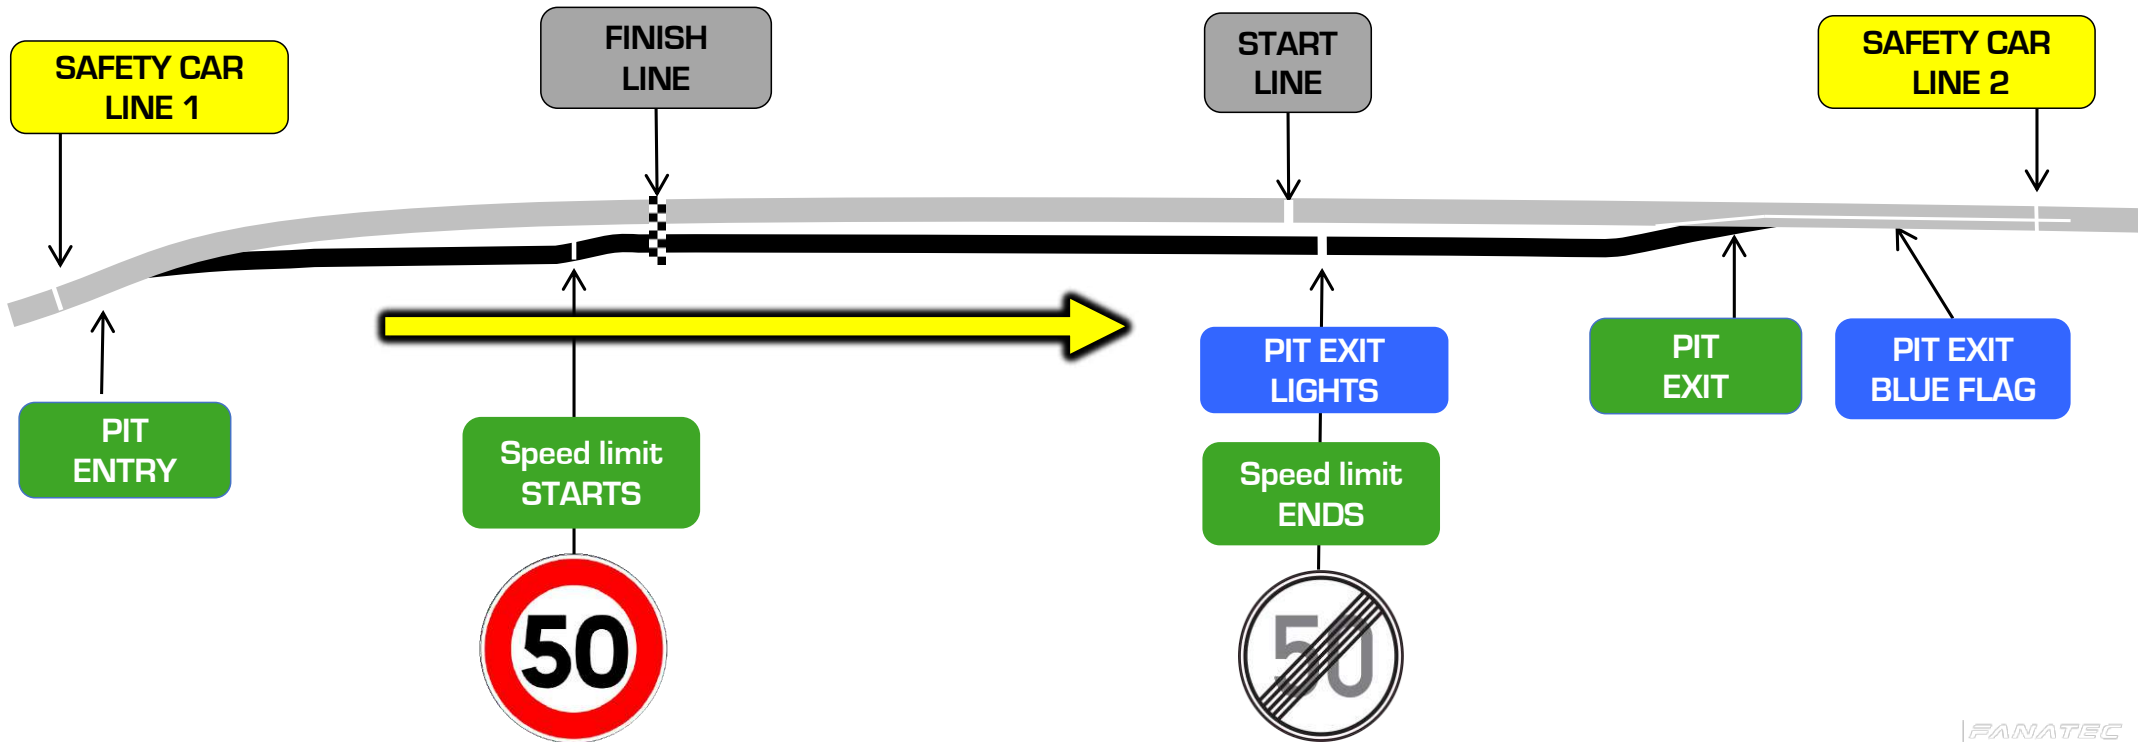 SAFETY CAR
LINE 1
FINISH
LINE
START
LINE
SAFETY CAR
LINE 2
PIT
ENTRY
Speed limit
STARTS
50
PIT EXIT
LIGHTS
Speed limit
ENDS
50
PIT
EXIT
PIT EXIT
BLUE FLAG
FANATEC